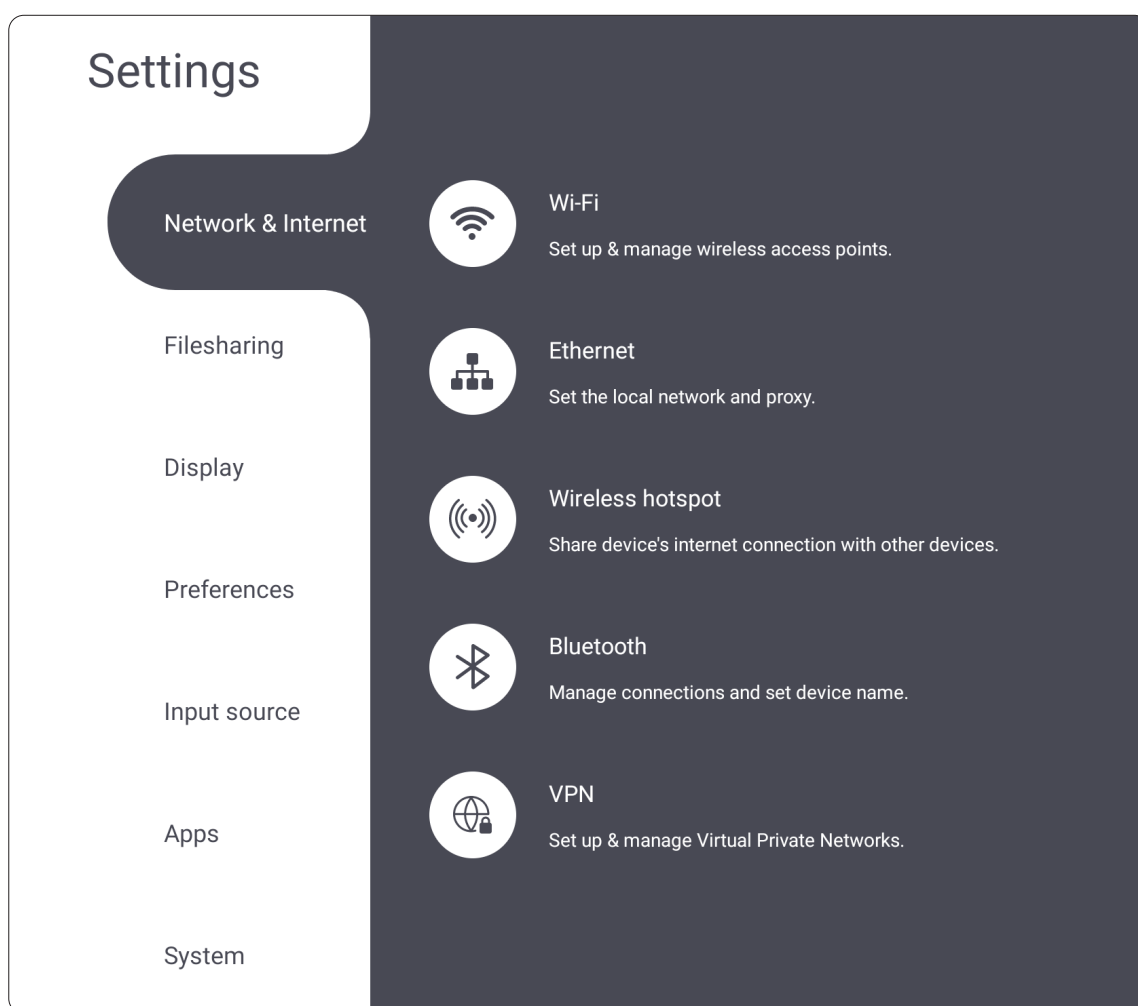 Settings
Network & Internet
Filesharing
Display
Preferences
Input source
Apps
System
Wi-Fi
Set up & manage wireless access points.
Ethernet
Set the local network and proxy.
Wireless hotspot
Share device's internet connection with other devices.
Bluetooth
Manage connections and set device name.
VPN
Set up & manage Virtual Private Networks.